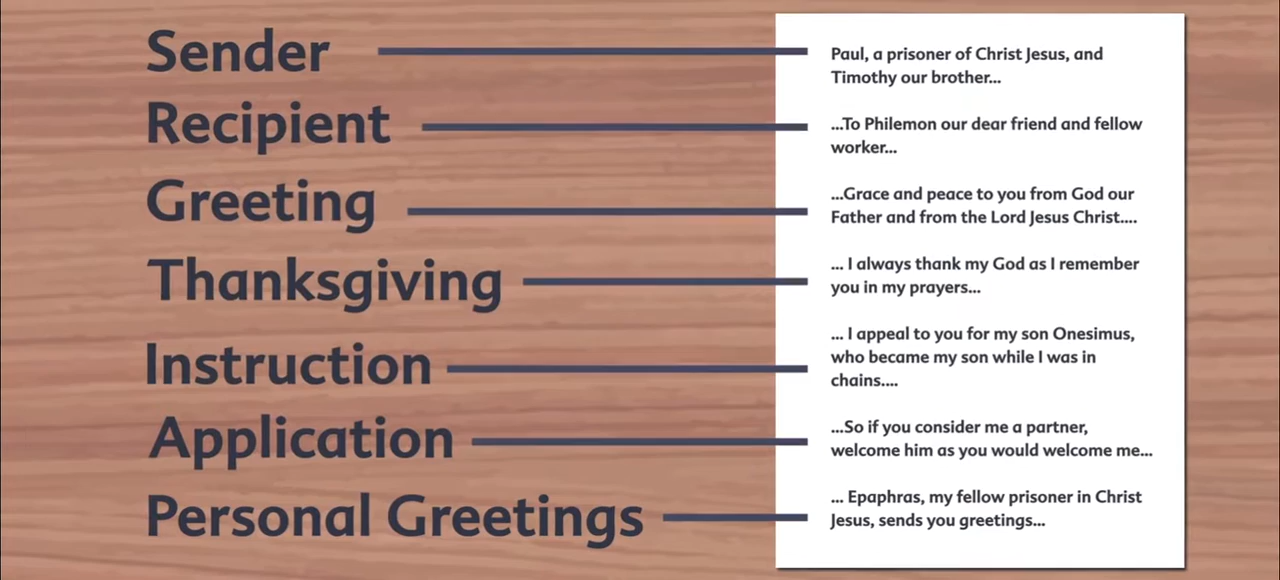 Sender
Paul, a prisoner of Christ Jesus, and
Timothy our brother...
Recipient
...To Philemon our dear friend and fellow
worker...
Greeting
...Grace and peace to you from God our
Father and from the Lord Jesus Christ....
Thanksgiving
... I always thank my God as I remember
you in my prayers...
Instruction
... I appeal to you for my son Onesimus,
who became my son while I was in
chains....
Application
...So if you consider me a partner,
welcome him as you would welcome me...
Personal Greetings
... Epaphras, my fellow prisoner in Christ
Jesus, sends you greetings...